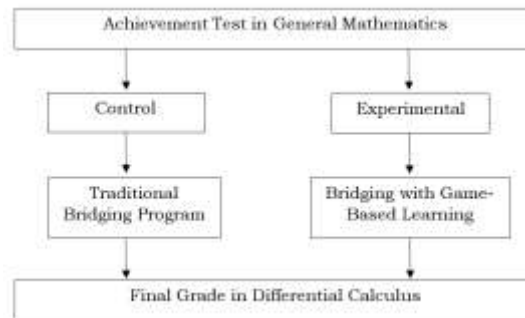 Achievement Test in General Mathematics
Control
Experimental
Traditional
Bridging Program
Bridging with Game-
Based Learning
Final Grade in Differential Calculus